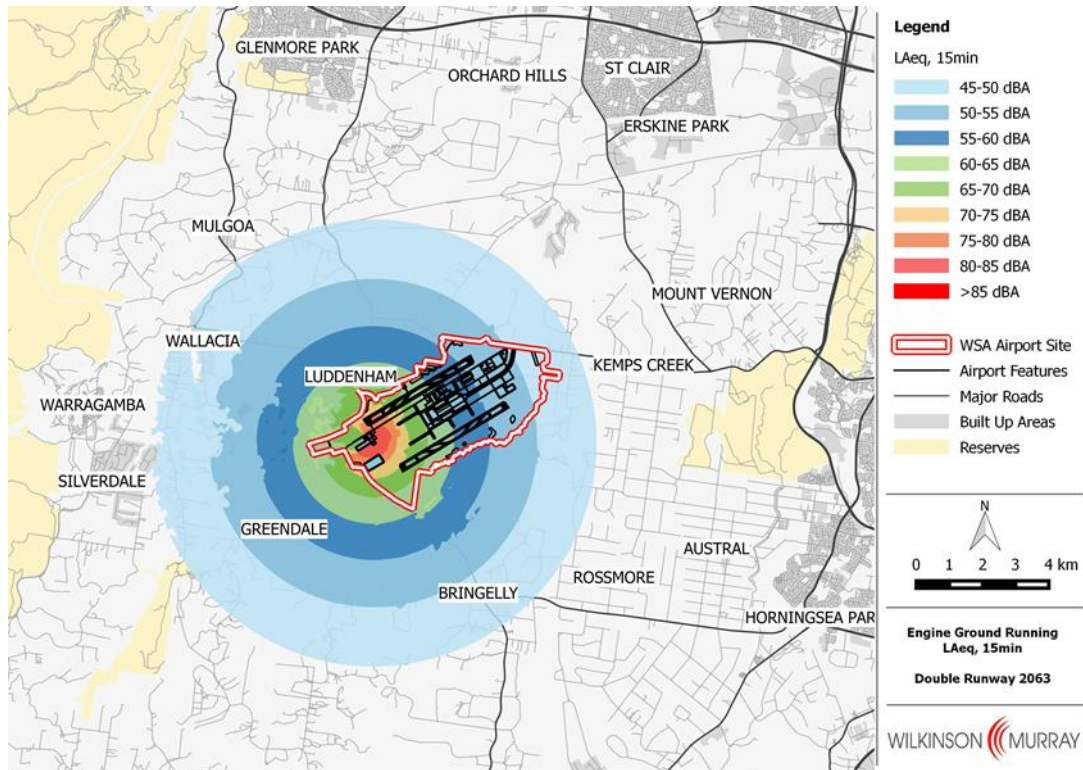 GLENMORE PARK
ORCHARD HILLS
ST CLAIR
ERSKINE PARK
MULGOA
MOUNT VERNON
WALLACIA
KEMPS CREEK
LUDDENHAM
WARRAGAMBA
SILVERDALE
GREENDALE
AUSTRAL
ROSSMORE
BRINGELLY
HORNINGSEA PAR
Legend
LAeq, 15min
45-50 dBA
50-55 dBA
55-60 dBA
60-65 dBA
65-70 dBA
70-75 dBA
75-80 dBA
80-85 dBA
>85 dBA
WSA Airport Site
Airport Features
Major Roads
Built Up Areas
Reserves
N
0 1 2 3 4 km
Engine Ground Running
LAeq, 15min
Double Runway 2063
WILKINSON MURRAY